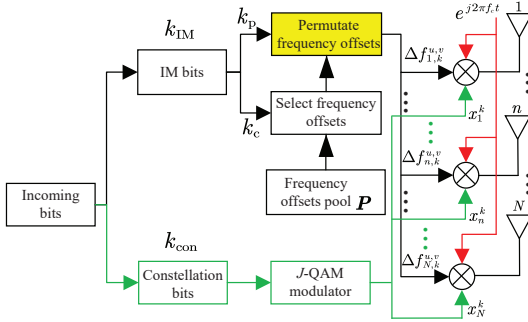 k_IM
k_p
Permutate
frequency offsets
e^{j2πf_c t}
1
IM bits
Δf^{u,v}_{1,k}
k_c
Select frequency
offsets
x^k_1
n
Δf^{u,v}_{n,k}
Incoming
bits
Frequency
offsets pool P
x^k_n
N
k_con
Δf^{u,v}_{N,k}
Constellation
bits
J-QAM
modulator
x^k_N